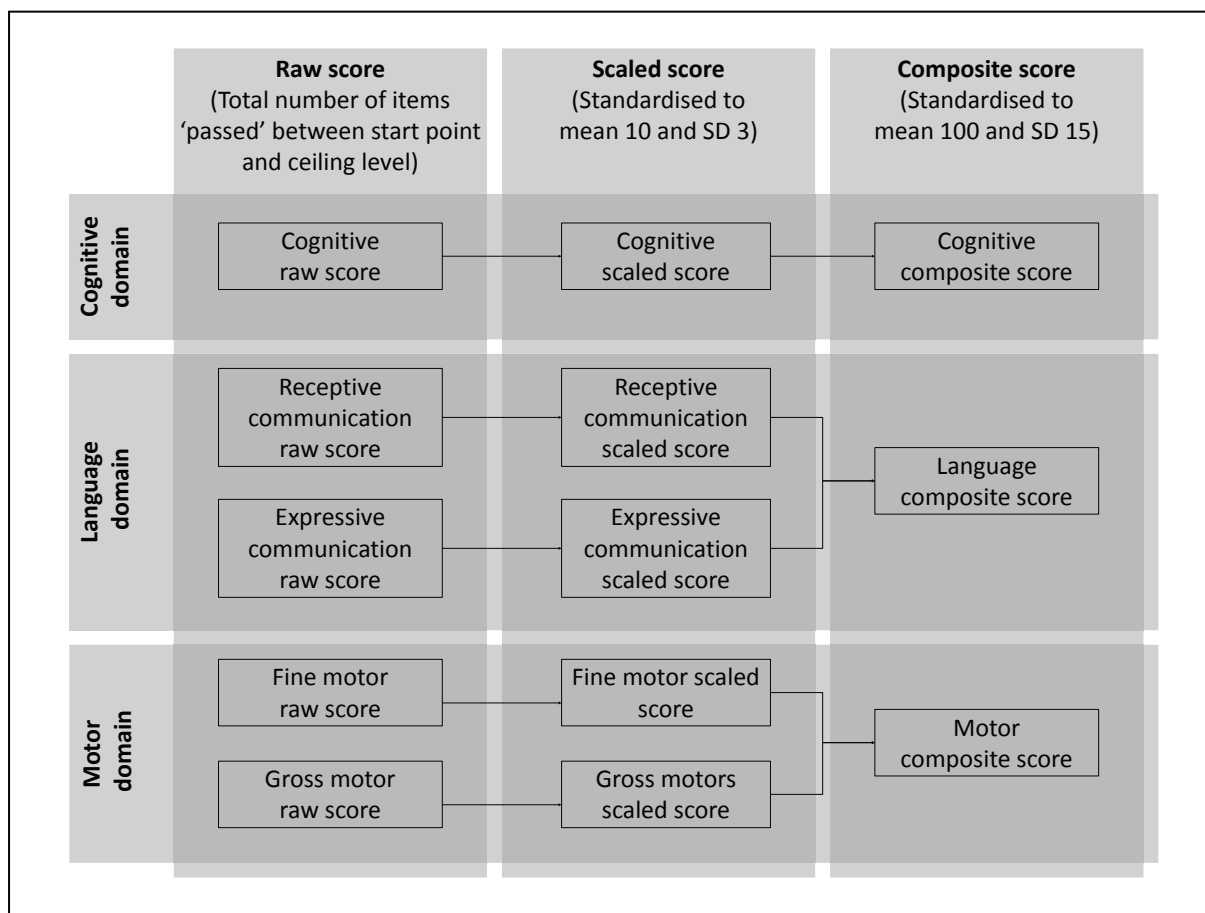 Raw score
(Total number of items
‘passed’ between start point
and ceiling level)
Scaled score
(Standardised to
mean 10 and SD 3)
Composite score
(Standardised to
mean 100 and SD 15)
Cognitive
domain
Cognitive
raw score
Cognitive
scaled score
Cognitive
composite score
Language
domain
Receptive
communication
raw score
Receptive
communication
scaled score
Expressive
communication
raw score
Expressive
communication
scaled score
Language
composite score
Motor
domain
Fine motor
raw score
Fine motor scaled
score
Gross motor
raw score
Gross motors
scaled score
Motor
composite score